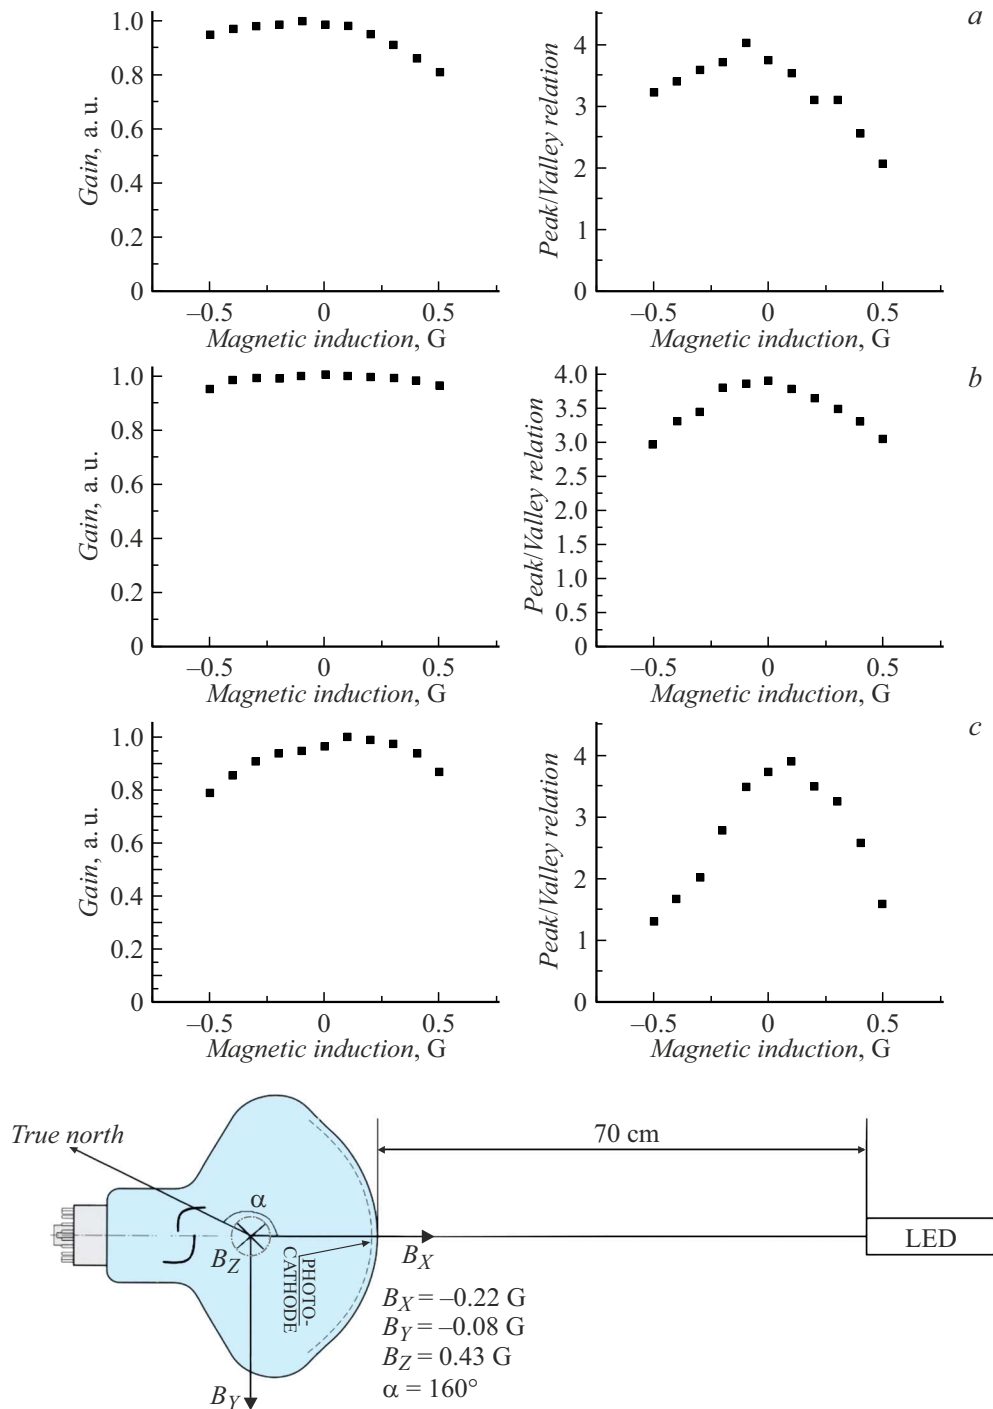 a
1.0
0.8
0.6
0.4
0.2
0
Gain, a. u.
–0.5 0 0.5
Magnetic induction, G
4
3
2
1
0
Peak/Valley relation
–0.5 0 0.5
Magnetic induction, G
b
1.0
0.8
0.6
0.4
0.2
0
Gain, a. u.
–0.5 0 0.5
Magnetic induction, G
4.0
3.5
3.0
2.5
2.0
1.5
1.0
0.5
0
Peak/Valley relation
–0.5 0 0.5
Magnetic induction, G
c
1.0
0.8
0.6
0.4
0.2
0
Gain, a. u.
–0.5 0 0.5
Magnetic induction, G
4
3
2
1
0
Peak/Valley relation
–0.5 0 0.5
Magnetic induction, G
True north
70 cm
α
LED
B_Z
B_X
PHOTO-
CATHODE
B_X = –0.22 G
B_Y = –0.08 G
B_Z = 0.43 G
α = 160°
B_Y